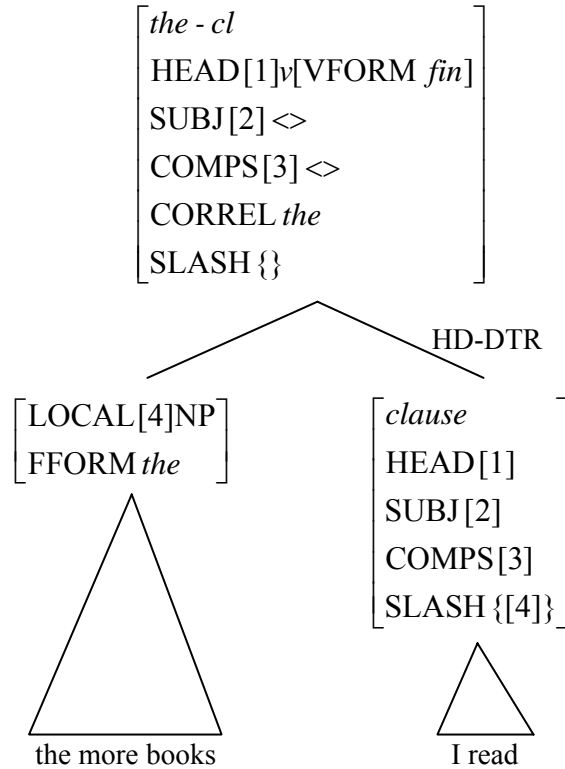 the - cl
HEAD[1]v[VFORM fin]
SUBJ[2] <>
COMPS[3] <>
CORREL the
SLASH {}
HD-DTR
LOCAL[4]NP
FFORM the
clause
HEAD[1]
SUBJ[2]
COMPS[3]
SLASH {[4]}
the more books
I read